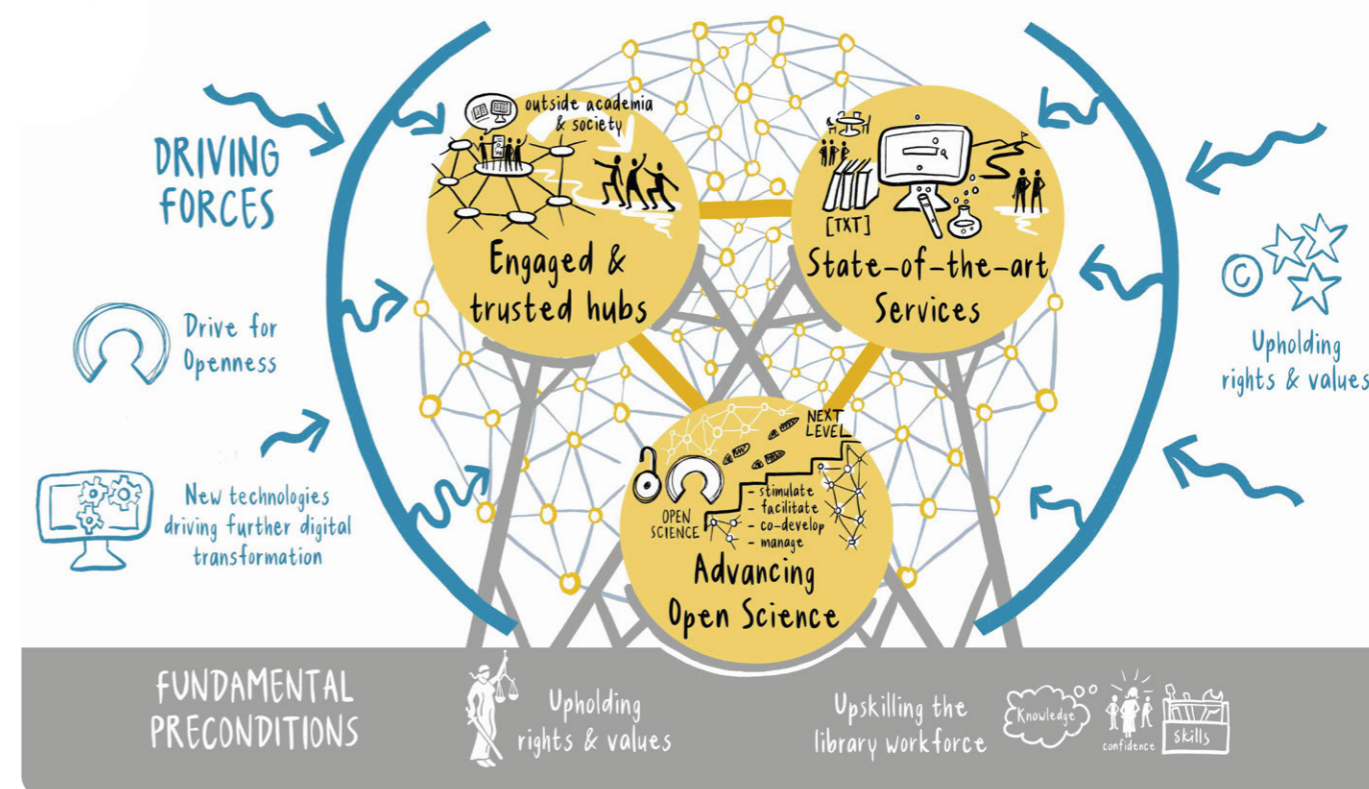 DRIVING
FORCES
Drive for
Openness
New technologies
driving further digital
transformation
outside academia
& society
Engaged &
trusted hubs
[TXT]
State-of-the-art
Services
©
Upholding
rights & values
NEXT
LEVEL
OPEN
SCIENCE
- stimulate
- facilitate
- co-develop
- manage
Advancing
Open Science
FUNDAMENTAL
PRECONDITIONS
Upholding
rights & values
Upskilling the
library workforce
Knowledge
confidence
skills